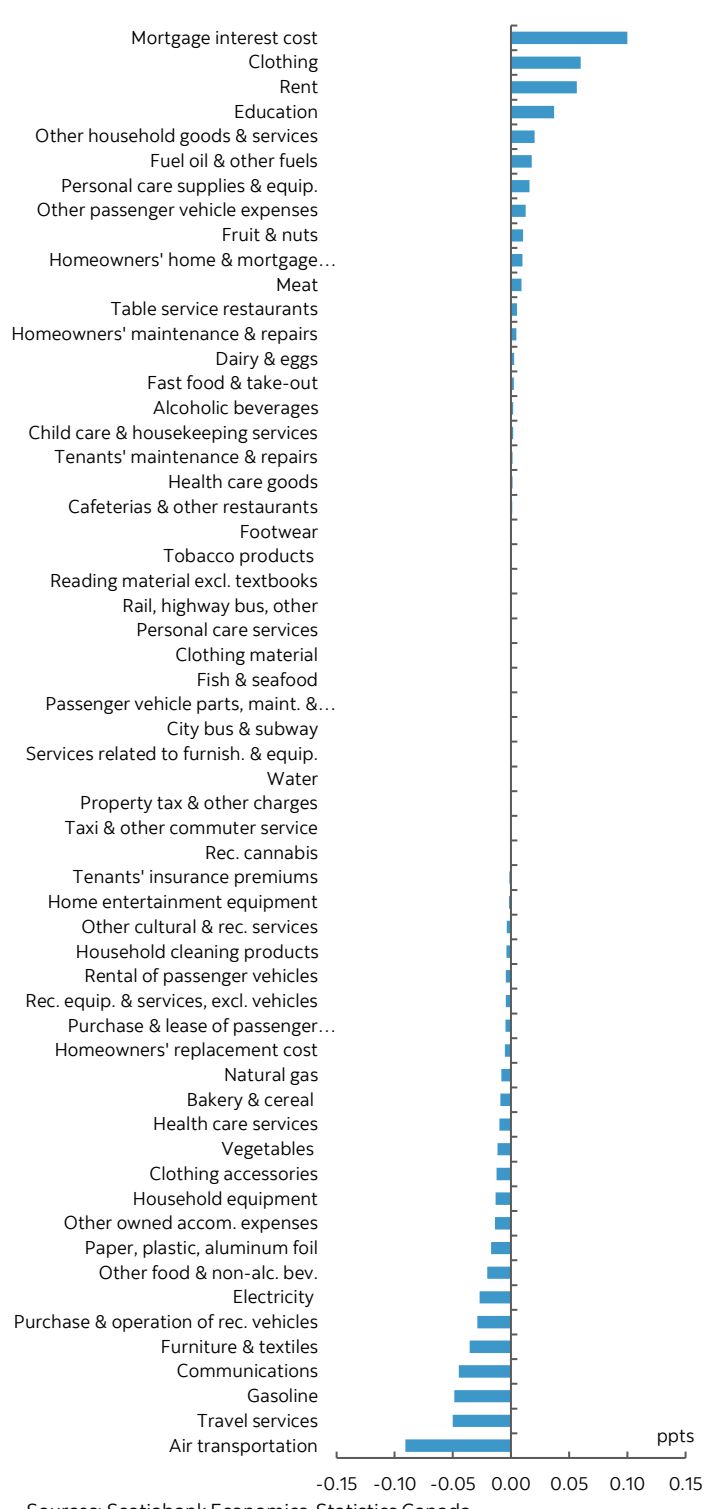 Mortgage interest cost
Clothing
Rent
Education
Other household goods & services
Fuel oil & other fuels
Personal care supplies & equip.
Other passenger vehicle expenses
Fruit & nuts
Homeowners' home & mortgage…
Meat
Table service restaurants
Homeowners' maintenance & repairs
Dairy & eggs
Fast food & take-out
Alcoholic beverages
Child care & housekeeping services
Tenants' maintenance & repairs
Health care goods
Cafeterias & other restaurants
Footwear
Tobacco products
Reading material excl. textbooks
Rail, highway bus, other
Personal care services
Clothing material
Fish & seafood
Passenger vehicle parts, maint. &…
City bus & subway
Services related to furnish. & equip.
Water
Property tax & other charges
Taxi & other commuter service
Rec. cannabis
Tenants' insurance premiums
Home entertainment equipment
Other cultural & rec. services
Household cleaning products
Rental of passenger vehicles
Rec. equip. & services, excl. vehicles
Purchase & lease of passenger…
Homeowners' replacement cost
Natural gas
Bakery & cereal
Health care services
Vegetables
Clothing accessories
Household equipment
Other owned accom. expenses
Paper, plastic, aluminum foil
Other food & non-alc. bev.
Electricity
Purchase & operation of rec. vehicles
Furniture & textiles
Communications
Gasoline
Travel services
Air transportation
ppts
-0.15 -0.10 -0.05 0.00 0.05 0.10 0.15
Sources: Scotiabank Economics, Statistics Canada.